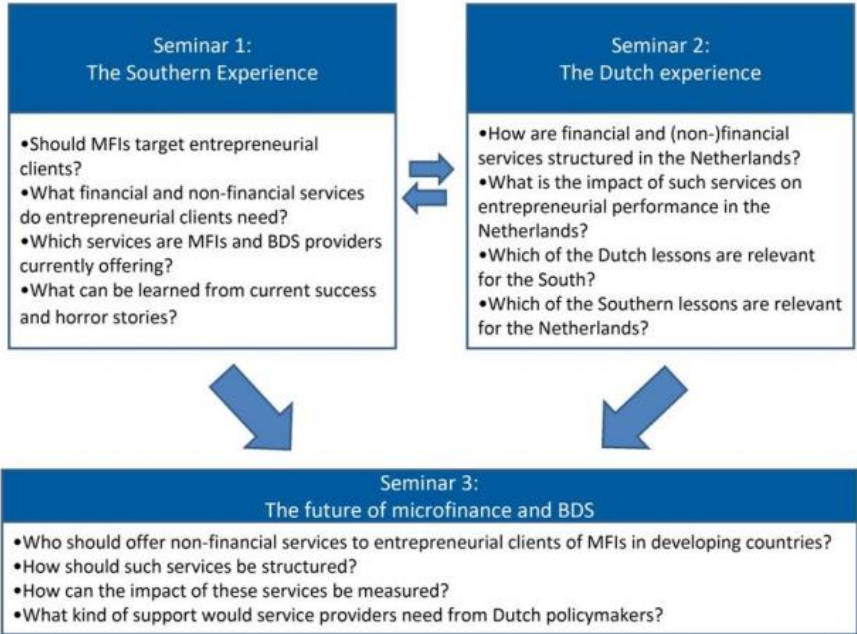 Seminar 1:
The Southern Experience
•Should MFIs target entrepreneurial
clients?
•What financial and non-financial services
do entrepreneurial clients need?
•Which services are MFIs and BDS providers
currently offering?
•What can be learned from current success
and horror stories?
Seminar 2:
The Dutch experience
•How are financial and (non-)financial
services structured in the Netherlands?
•What is the impact of such services on
entrepreneurial performance in the
Netherlands?
•Which of the Dutch lessons are relevant
for the South?
•Which of the Southern lessons are relevant
for the Netherlands?
Seminar 3:
The future of microfinance and BDS
•Who should offer non-financial services to entrepreneurial clients of MFIs in developing countries?
•How should such services be structured?
•How can the impact of these services be measured?
•What kind of support would service providers need from Dutch policymakers?